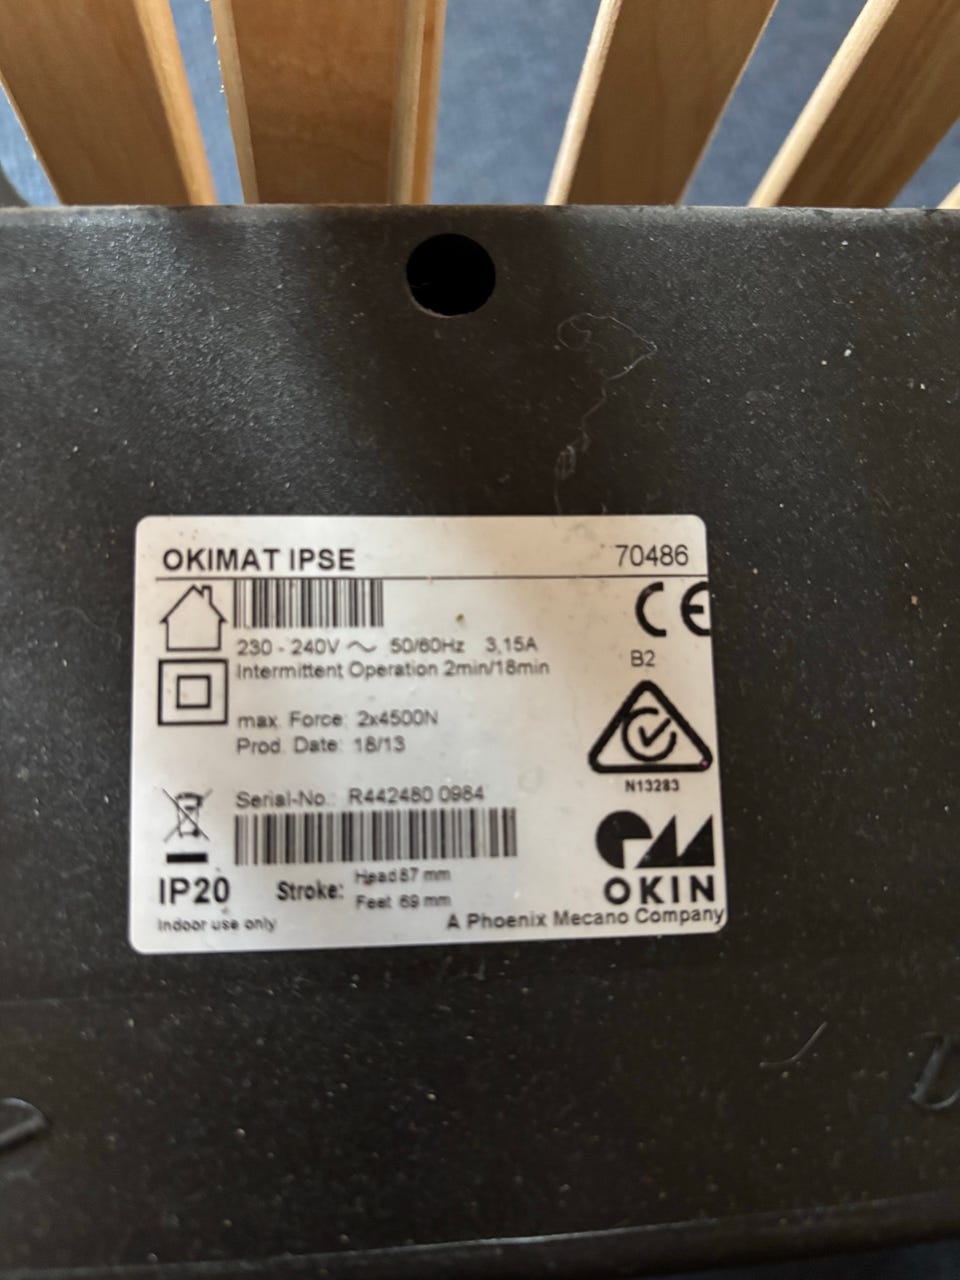 OKIMAT IPSE 70486
CE
230 - 240V ~ 50/60Hz 3,15A
Intermittent Operation 2min/18min
B2
max. Force: 2x4500N
Prod. Date: 18/13
N13283
Serial-No.: R442480 0984
IP20
Stroke: Head 87 mm
Feet 69 mm
OKIN
Indoor use only
A Phoenix Mecano Company